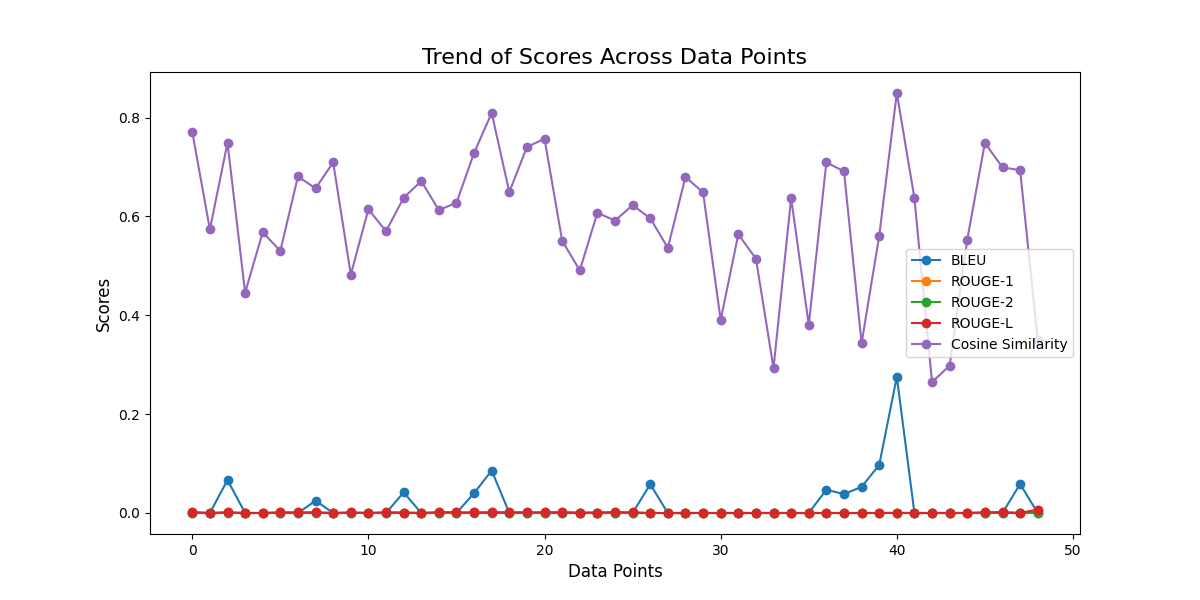 Trend of Scores Across Data Points
Scores
0.8
0.6
0.4
0.2
0.0
BLEU
ROUGE-1
ROUGE-2
ROUGE-L
Cosine Similarity
0 10 20 30 40 50
Data Points